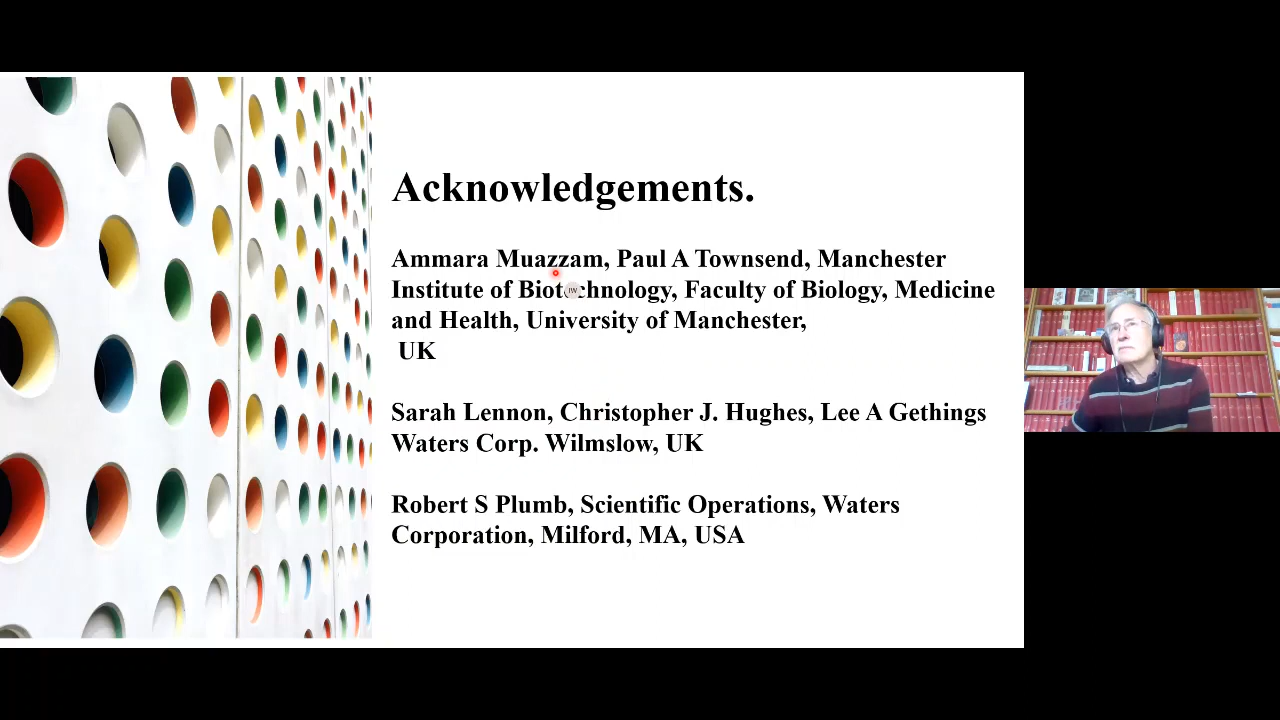 Acknowledgements.
Ammara Muazzam, Paul A Townsend, Manchester
Institute of Biotechnology, Faculty of Biology, Medicine
and Health, University of Manchester,
UK
Sarah Lennon, Christopher J. Hughes, Lee A Gethings
Waters Corp. Wilmslow, UK
Robert S Plumb, Scientific Operations, Waters
Corporation, Milford, MA, USA